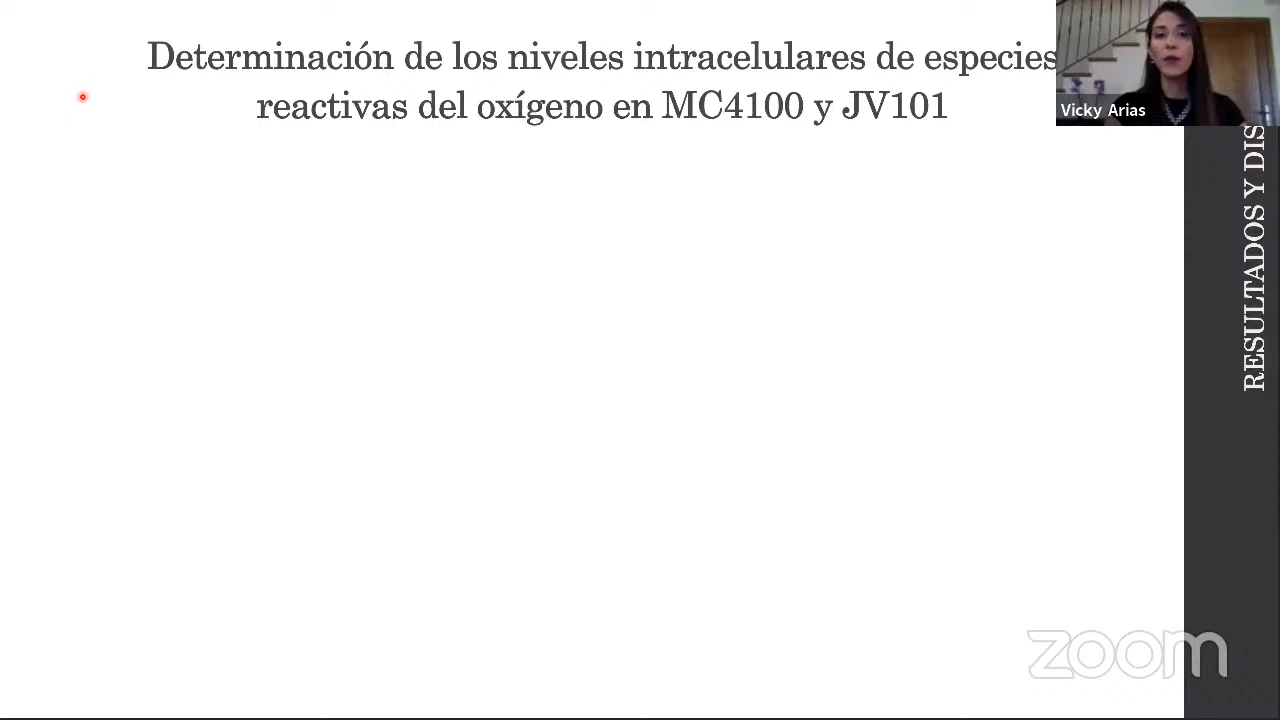 Determinación de los niveles intracelulares de especies
reactivas del oxígeno en MC4100 y JV101
Vicky Arias
RESULTADOS Y DIS
zoom